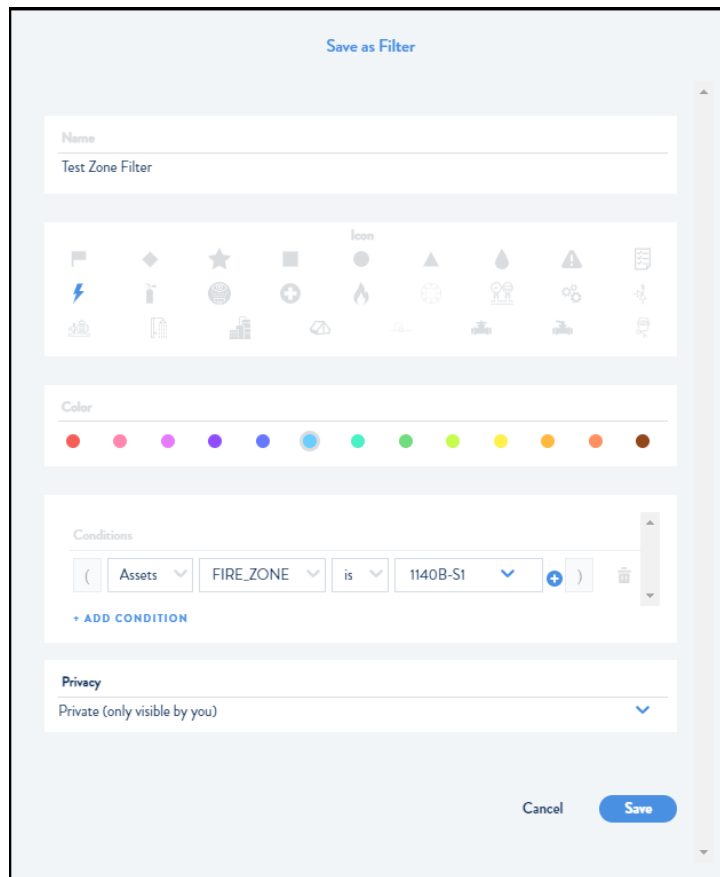 Save as Filter
Name
Test Zone Filter
Icon
Color
Conditions
( Assets FIRE_ZONE is 1140B-S1 )
+ ADD CONDITION
Privacy
Private (only visible by you)
Cancel Save